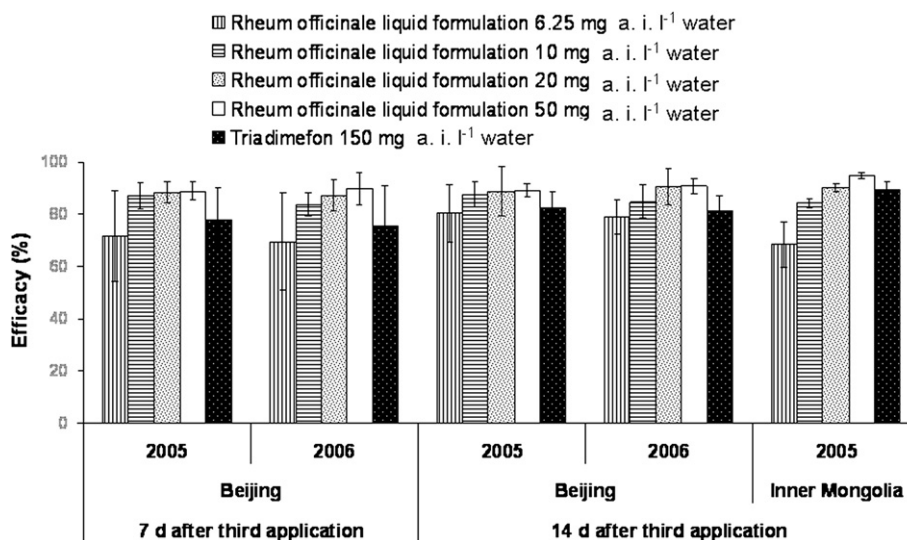 Rheum officinale liquid formulation 6.25 mg a. i. l⁻¹ water
Rheum officinale liquid formulation 10 mg a. i. l⁻¹ water
Rheum officinale liquid formulation 20 mg a. i. l⁻¹ water
Rheum officinale liquid formulation 50 mg a. i. l⁻¹ water
Triadimefon 150 mg a. i. l⁻¹ water
Efficacy (%)
100
80
60
40
20
0
2005 2006 2005 2006 2005
Beijing Beijing Inner Mongolia
7 d after third application 14 d after third application